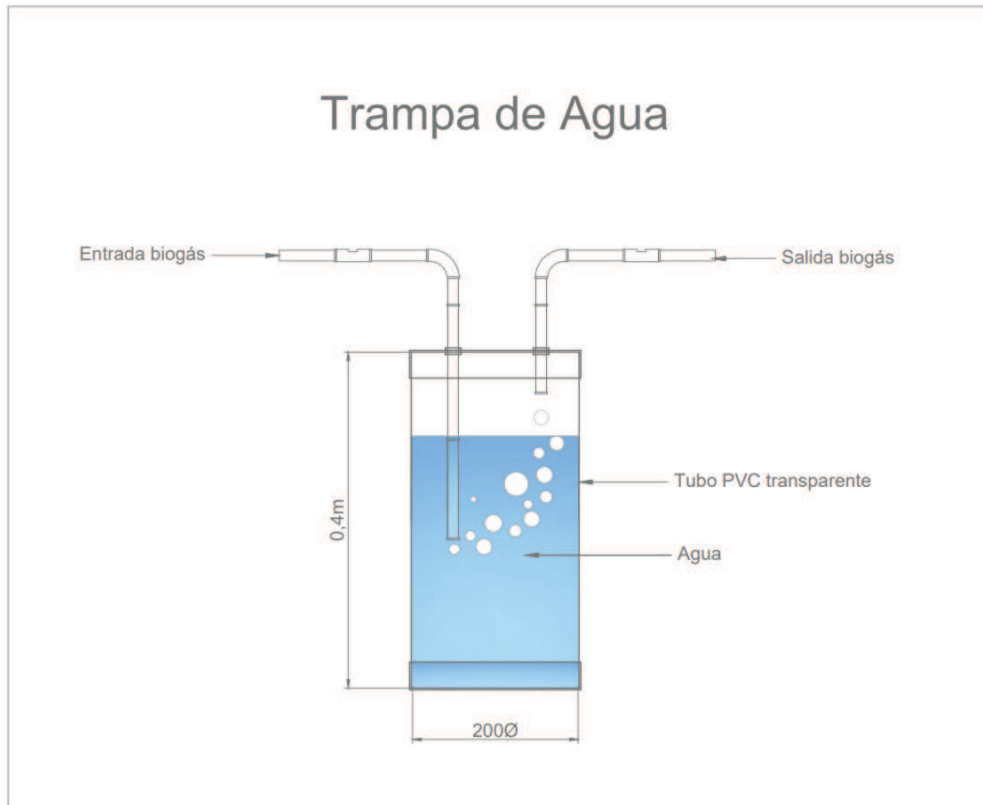 Trampa de Agua
Entrada biogás
Salida biogás
Tubo PVC transparente
0,4m
Agua
200Ø